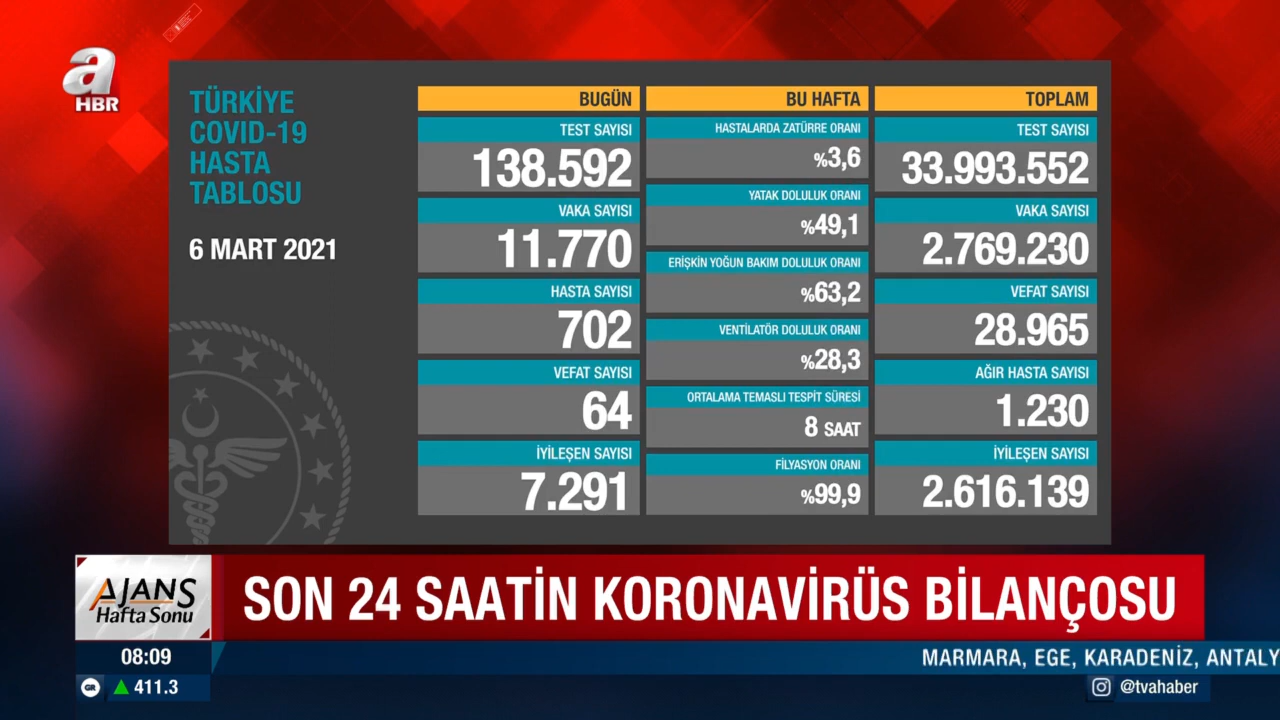 a
HBR
TÜRKİYE
COVID-19
HASTA
TABLOSU
6 MART 2021
BUGÜN
TEST SAYISI
138.592
VAKA SAYISI
11.770
HASTA SAYISI
702
VEFAT SAYISI
64
İYİLEŞEN SAYISI
7.291
BU HAFTA
HASTALARDA ZATÜRRE ORANI
%3,6
YATAK DOLULUK ORANI
%49,1
ERİŞKİN YOĞUN BAKIM DOLULUK ORANI
%63,2
VENTİLATÖR DOLULUK ORANI
%28,3
ORTALAMA TEMASLI TESPİT SÜRESİ
8 SAAT
FİLYASYON ORANI
%99,9
TOPLAM
TEST SAYISI
33.993.552
VAKA SAYISI
2.769.230
VEFAT SAYISI
28.965
AĞIR HASTA SAYISI
1.230
İYİLEŞEN SAYISI
2.616.139
AJANS
Hafta Sonu
SON 24 SAATİN KORONAVİRÜS BİLANÇOSU
08:09
MARMARA, EGE, KARADENİZ, ANTALY
GR 411.3
@tvahaber